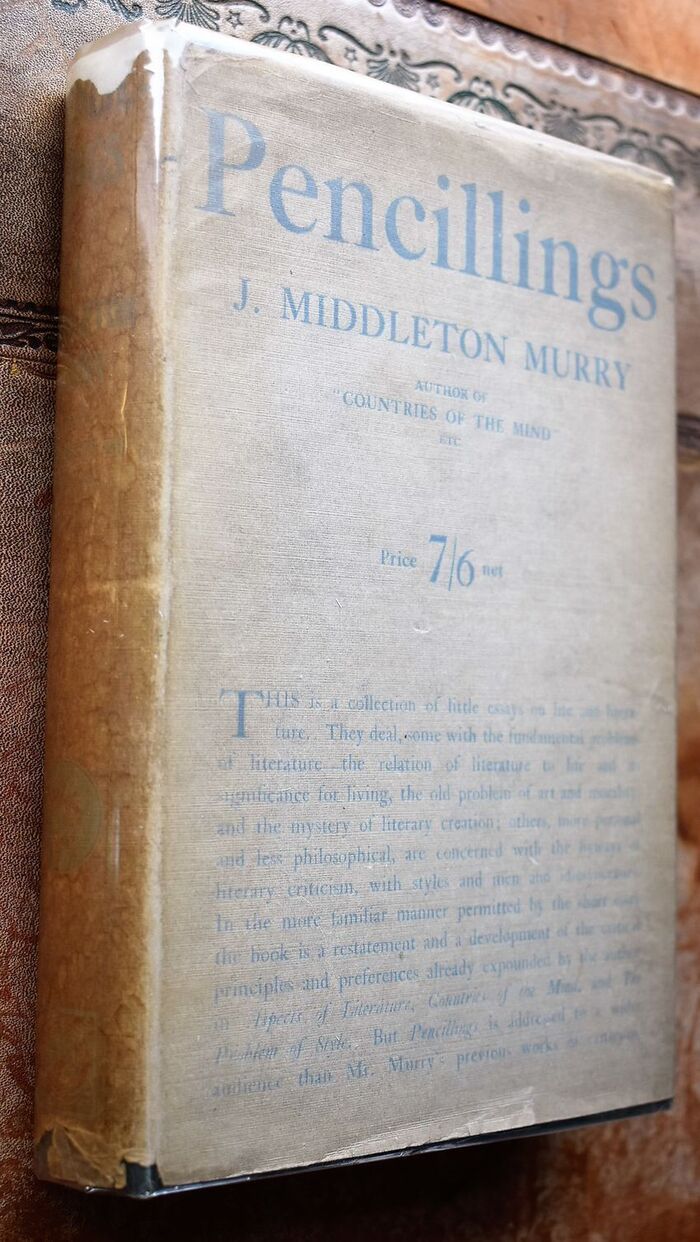 Pencillings
J. MIDDLETON MURRY
AUTHOR OF
"COUNTRIES OF THE MIND"
ETC
Price 7/6 net
THIS is a collection of little essays on life and
ture. They deal, some with the fundamental problems
of literature the relation of literature to life and
significance for living, the old problem of art and morality
and the mystery of literary creation; others, more personal
and less philosophical, are concerned with the of
literary criticism, with styles and men and
In the more familiar manner permitted by the short essay
the book is a restatement and a development of the critical
principles and preferences already expounded by the author
in Aspects of Literature, Countries of the Mind, and The
Problem of Style. But Pencillings is addressed to a wider
audience than Mr. Murry's previous works of